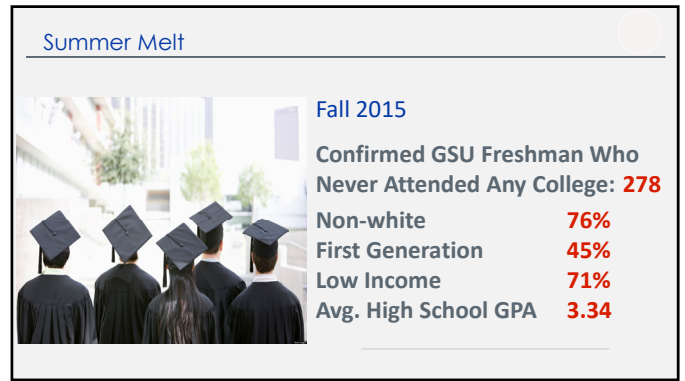 Summer Melt
Fall 2015
Confirmed GSU Freshman Who
Never Attended Any College: 278
Non-white 76%
First Generation 45%
Low Income 71%
Avg. High School GPA 3.34